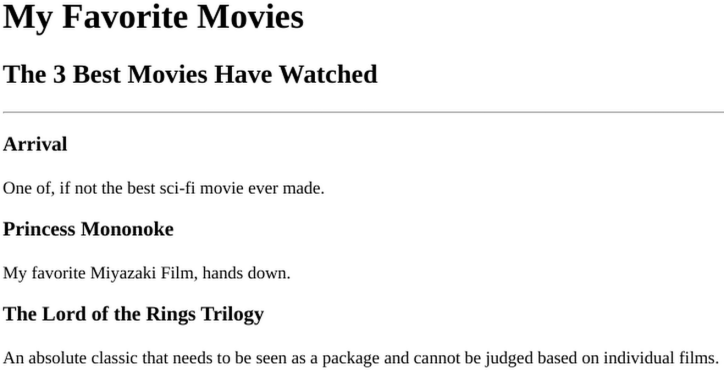 My Favorite Movies
The 3 Best Movies Have Watched
Arrival
One of, if not the best sci-fi movie ever made.
Princess Mononoke
My favorite Miyazaki Film, hands down.
The Lord of the Rings Trilogy
An absolute classic that needs to be seen as a package and cannot be judged based on individual films.